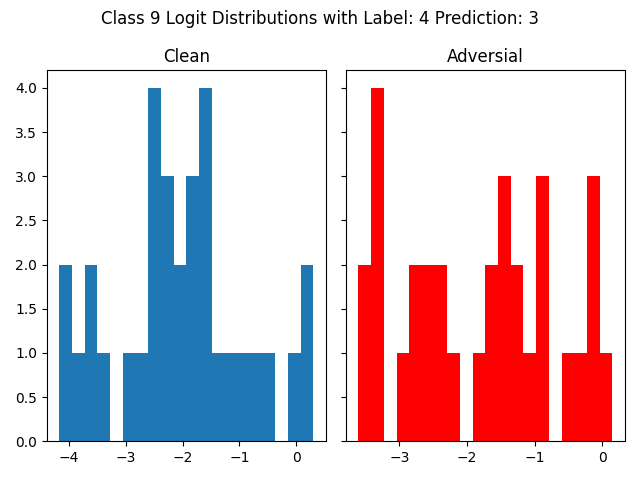 Class 9 Logit Distributions with Label: 4 Prediction: 3
Clean
Adversial
4.0
3.5
3.0
2.5
2.0
1.5
1.0
0.5
0.0
−4 −3 −2 −1 0
−3 −2 −1 0